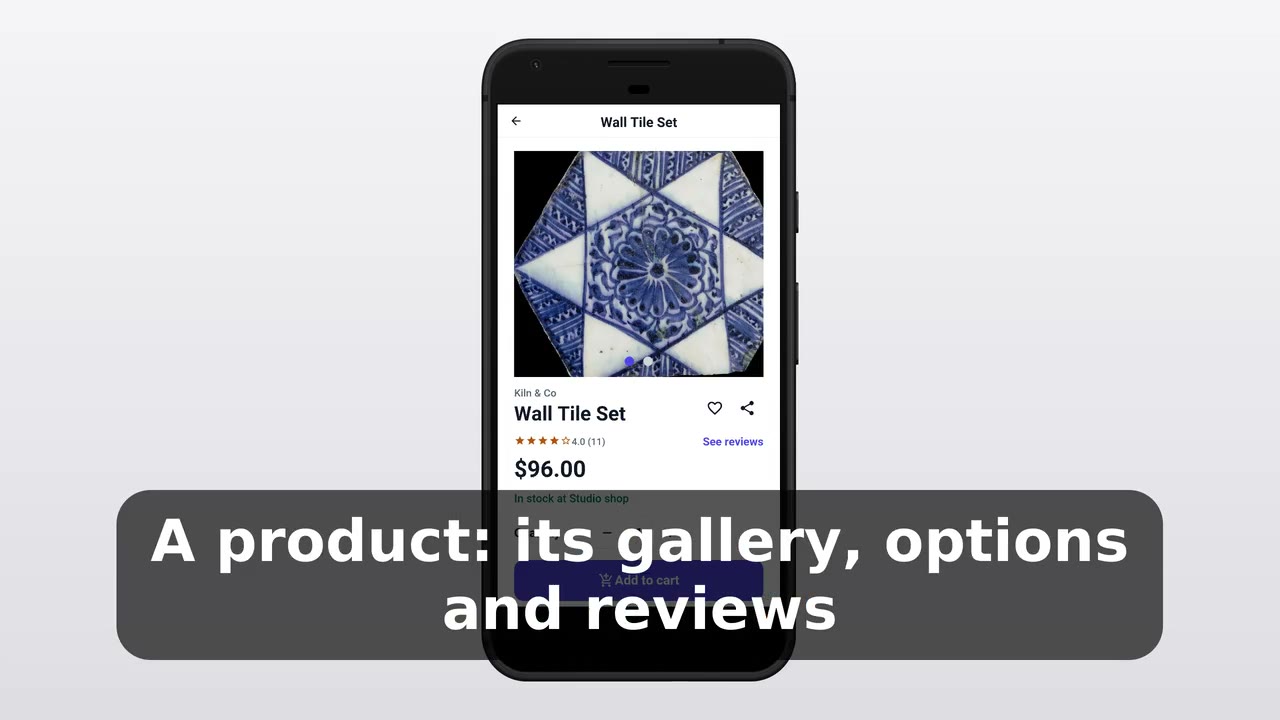 Wall Tile Set
Kiln & Co
Wall Tile Set
4.0 (11)
See reviews
$96.00
In stock at Studio shop
Add to cart
A product: its gallery, options
and reviews